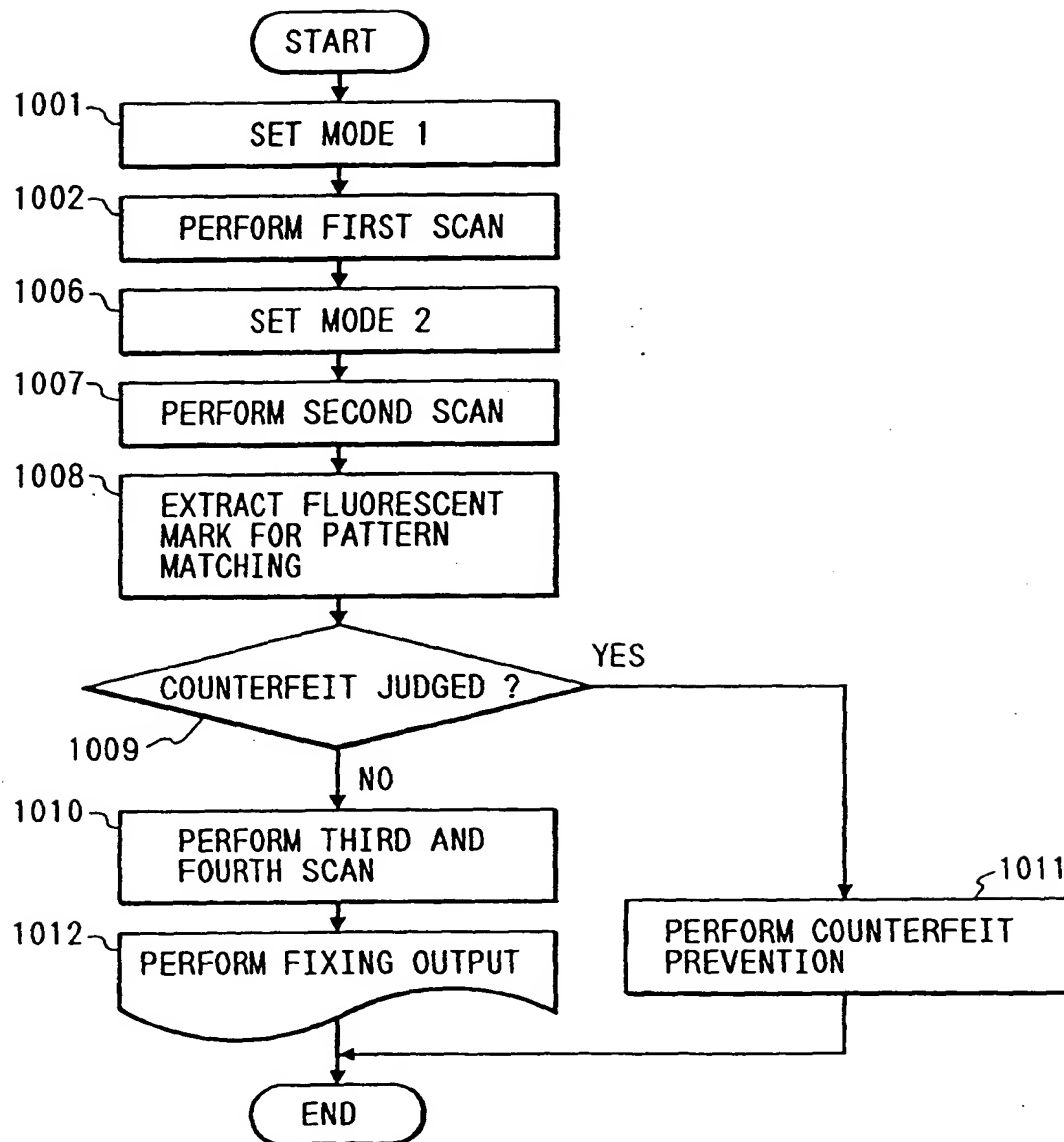 START
1001
SET MODE 1
1002
PERFORM FIRST SCAN
1006
SET MODE 2
1007
PERFORM SECOND SCAN
1008
EXTRACT FLUORESCENT
MARK FOR PATTERN
MATCHING
COUNTERFEIT JUDGED ?
YES
1009
NO
1010
PERFORM THIRD AND
FOURTH SCAN
1011
PERFORM COUNTERFEIT
PREVENTION
1012
PERFORM FIXING OUTPUT
END